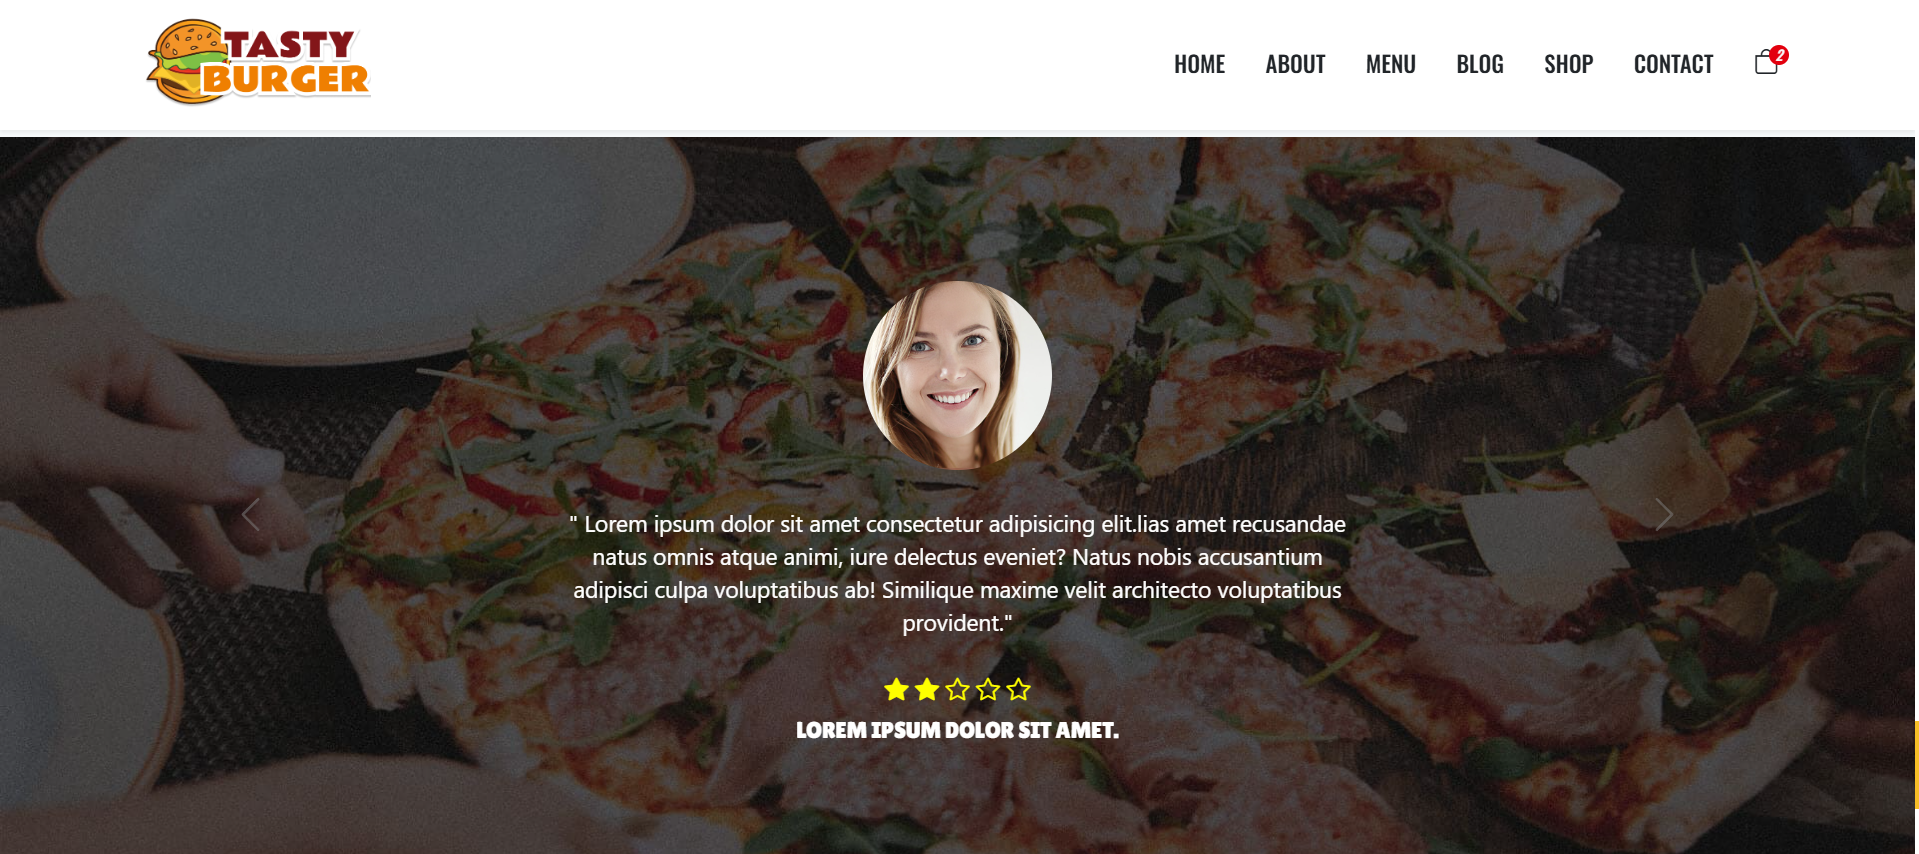 TASTY
BURGER
HOME ABOUT MENU BLOG SHOP CONTACT 2
" Lorem ipsum dolor sit amet consectetur adipisicing elit.lias amet recusandae
natus omnis atque animi, iure delectus eveniet? Natus nobis accusantium
adipisci culpa voluptatibus ab! Similique maxime velit architecto voluptatibus
provident."
LOREM IPSUM DOLOR SIT AMET.